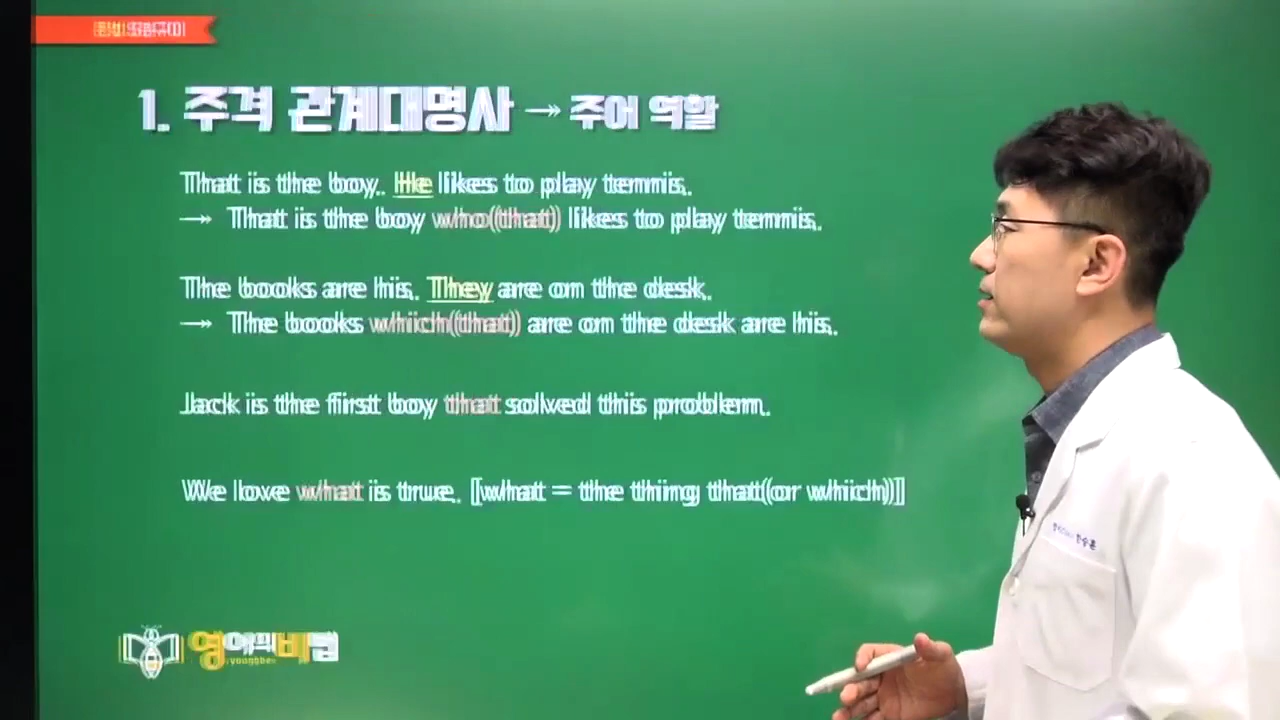 1. 주격 관계대명사 → 주어 역할
That is the boy. He likes to play tennis.
→ That is the boy who(that) likes to play tennis.
The books are his. They are on the desk.
→ The books which(that) are on the desk are his.
Jack is the first boy that solved this problem.
We love what is true. [what = the thing that(or which)]
영어의비법